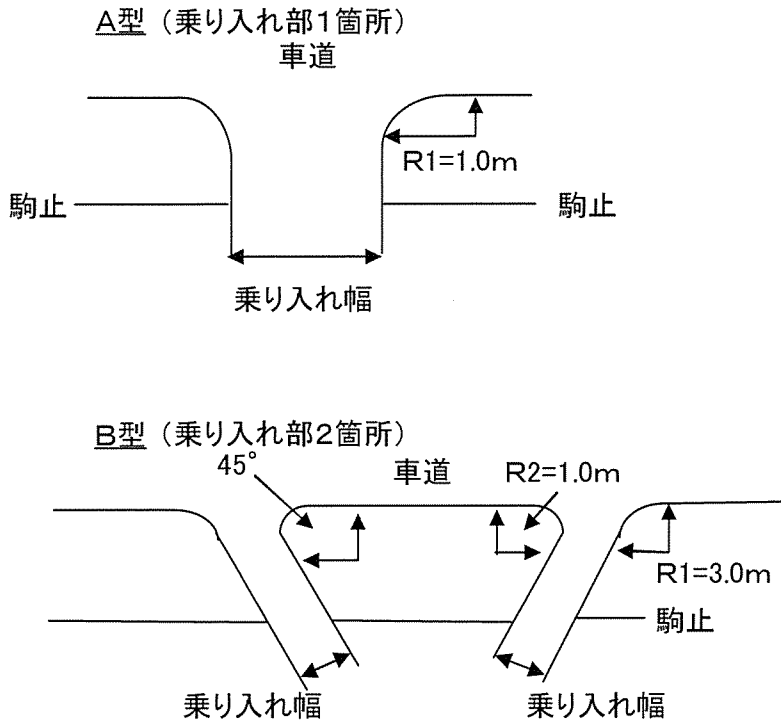 A型（乗り入れ部1箇所）
車道
R1=1.0m
駒止
駒止
乗り入れ幅
B型（乗り入れ部2箇所）
45°
車道
R2=1.0m
R1=3.0m
駒止
乗り入れ幅
乗り入れ幅